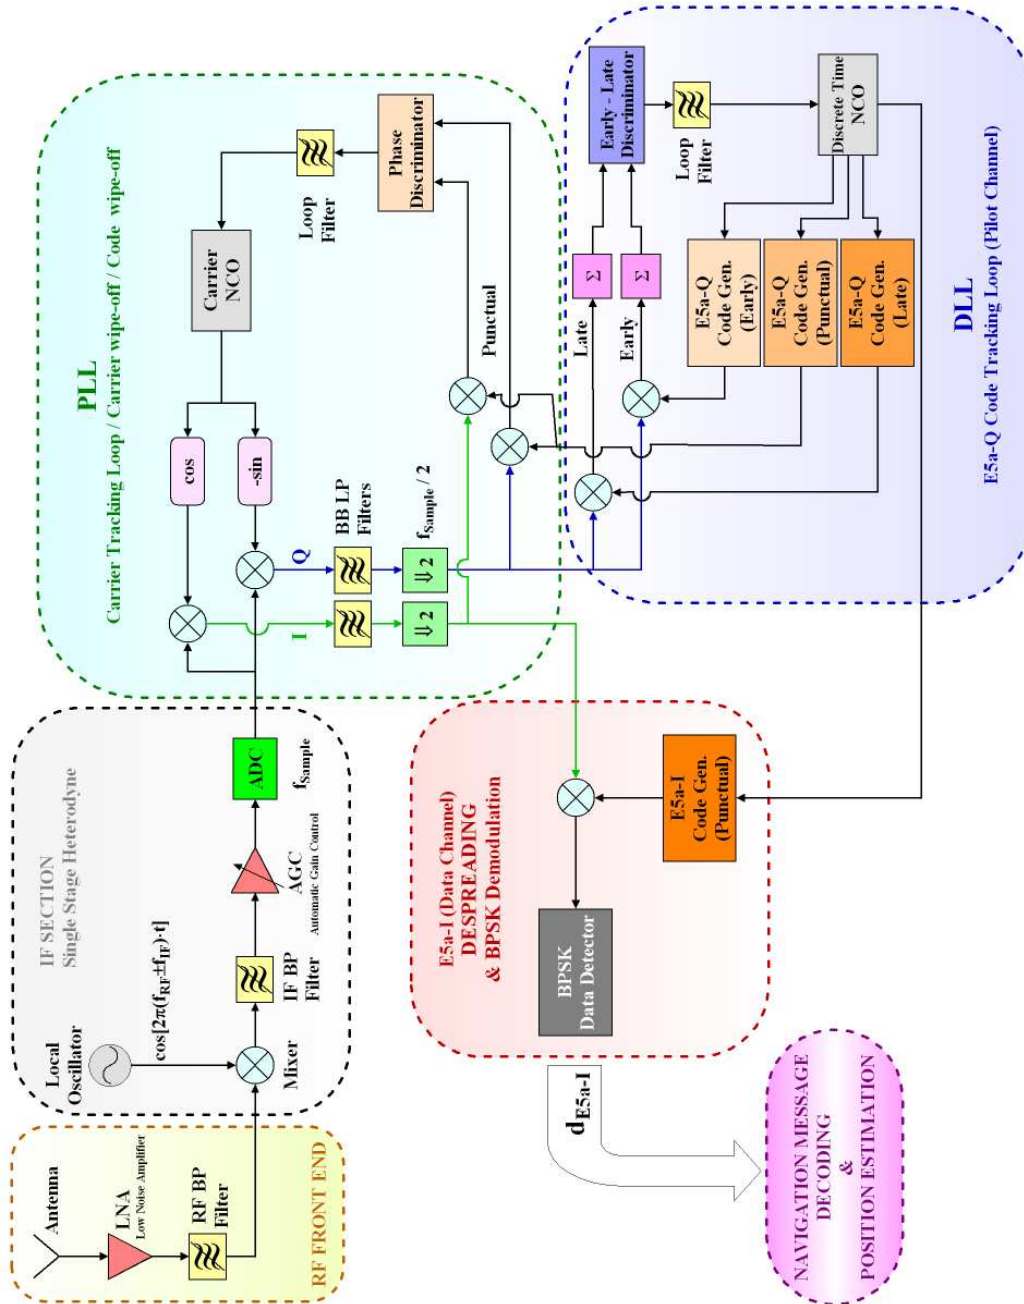 Antenna
LNA
Low Noise Amplifier
RF BP
Filter
RF FRONT END
IF SECTION
Single Stage Heterodyne
Local
Oscillator
cos[2π(fRF±fIF)·t]
Mixer
IF BP
Filter
AGC
Automatic Gain Control
ADC
fSample
PLL
Carrier Tracking Loop / Carrier wipe-off / Code wipe-off
cos
-sin
Carrier
NCO
Loop
Filter
Phase
Discriminator
I
Q
BB LP
Filters
⇓2
⇓2
fSample / 2
Punctual
Late
Early
Σ
Σ
Early - Late
Discriminator
Loop
Filter
Discrete Time
NCO
E5a-Q
Code Gen.
(Early)
E5a-Q
Code Gen.
(Punctual)
E5a-Q
Code Gen.
(Late)
DLL
E5a-Q Code Tracking Loop (Pilot Channel)
E5a-I (Data Channel)
DESPREADING
& BPSK Demodulation
BPSK
Data Detector
E5a-I
Code Gen.
(Punctual)
dE5a-I
NAVIGATION MESSAGE
DECODING
&
POSITION ESTIMATION